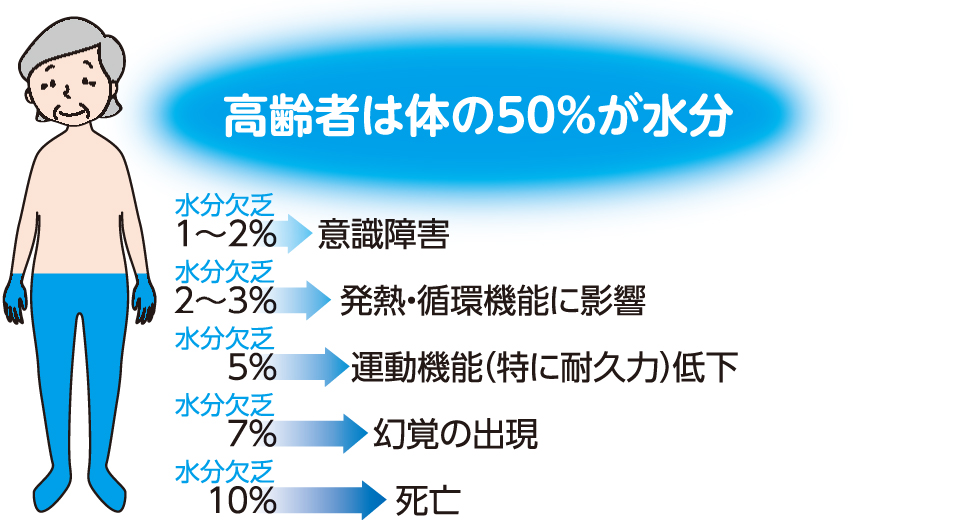 高齢者は体の50%が水分
水分欠乏
1～2% 意識障害
水分欠乏
2～3% 発熱・循環機能に影響
水分欠乏
5% 運動機能(特に耐久力)低下
水分欠乏
7% 幻覚の出現
水分欠乏
10% 死亡